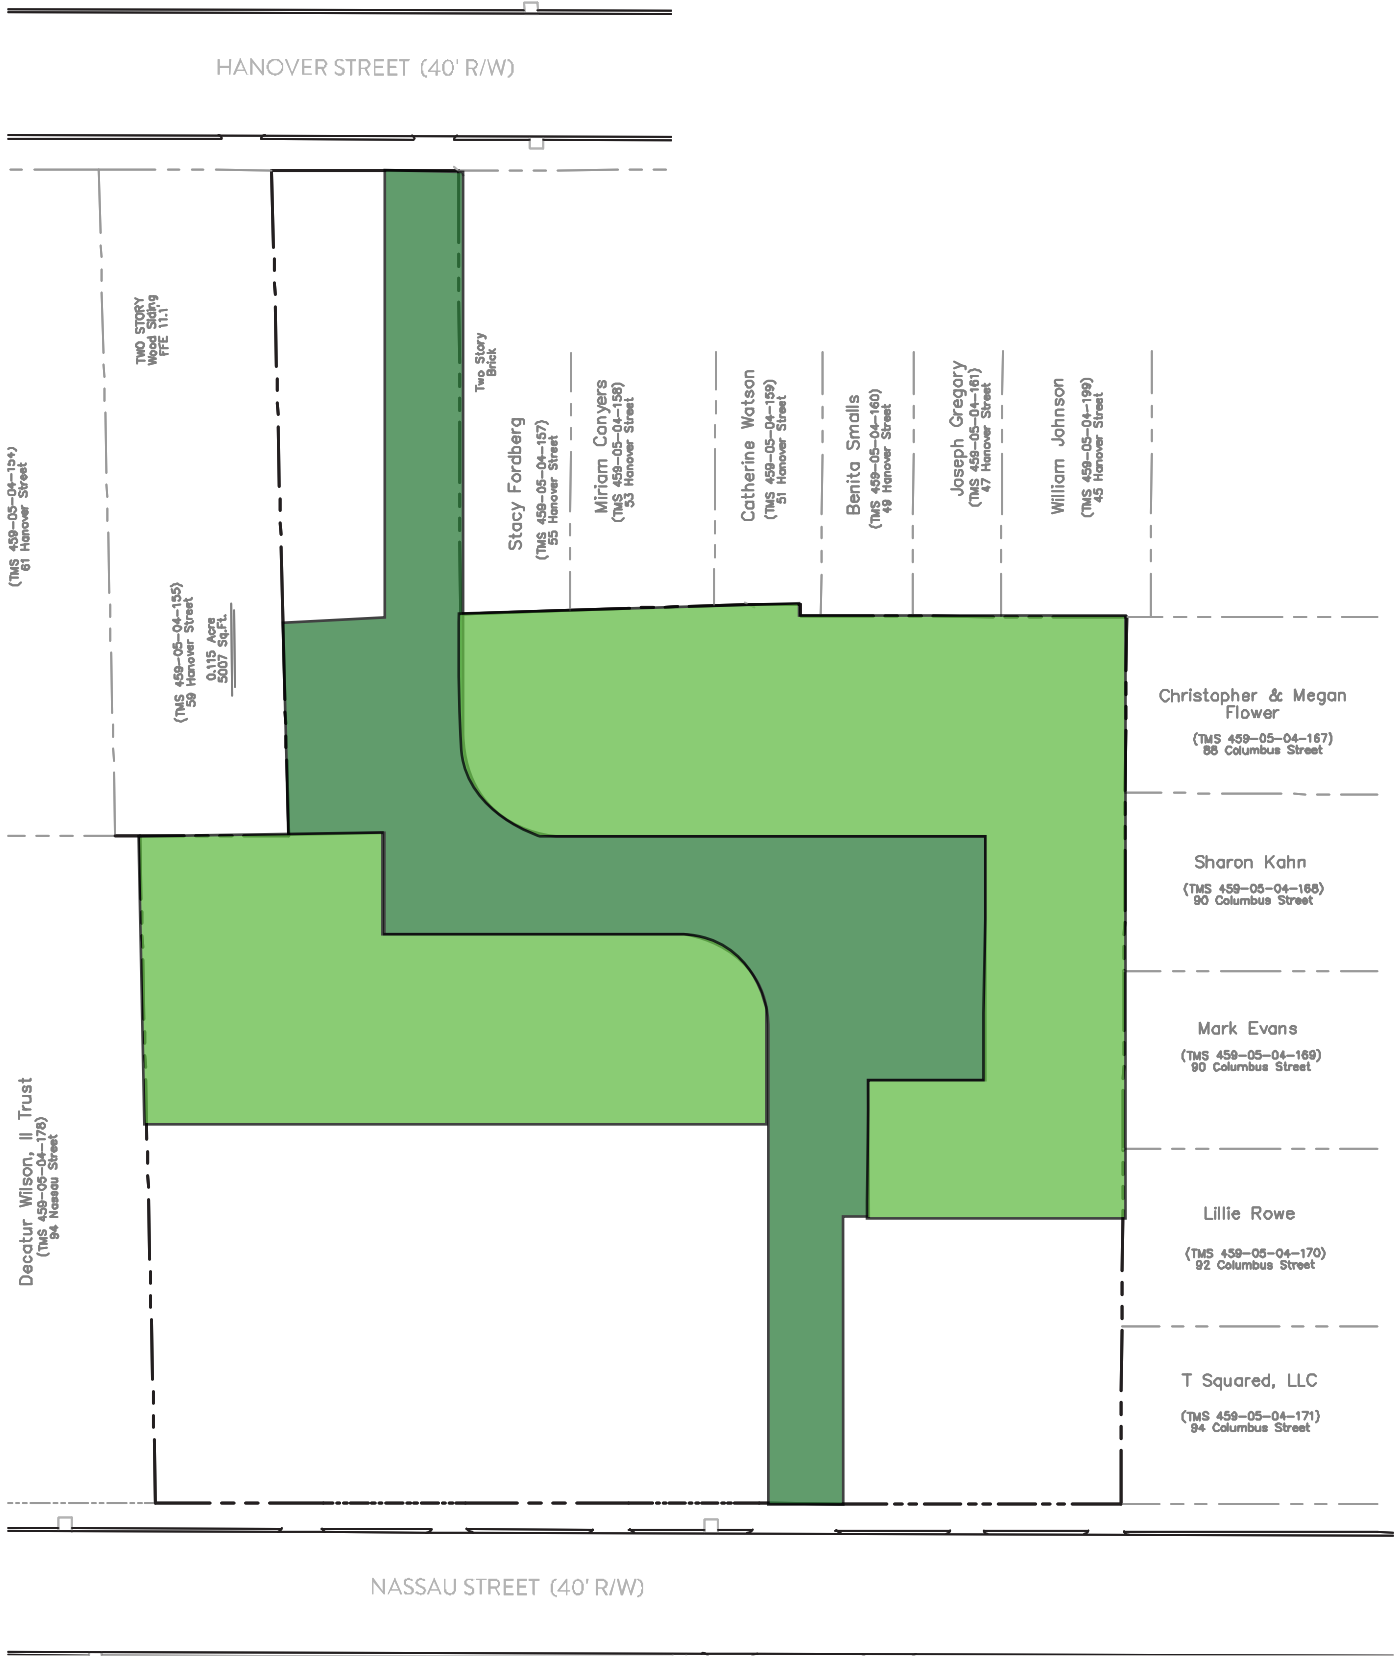 HANOVER STREET (40' R/W)
TWO STORY
Wood Siding
FFE 11.1'
Two Story
Brick
(TMS 459-05-04-154)
61 Hanover Street
(TMS 459-05-04-155)
59 Hanover Street
0.115 Acre
5007 Sq.Ft.
Stacy Fordberg
(TMS 459-05-04-157)
55 Hanover Street
Miriam Canyers
(TMS 459-05-04-158)
53 Hanover Street
Catherine Watson
(TMS 459-05-04-159)
51 Hanover Street
Benita Smalls
(TMS 459-05-04-160)
49 Hanover Street
Joseph Gregory
(TMS 459-05-04-161)
47 Hanover Street
William Johnson
(TMS 459-05-04-199)
45 Hanover Street
Christopher & Megan
Flower
(TMS 459-05-04-167)
88 Columbus Street
Sharon Kahn
(TMS 459-05-04-168)
90 Columbus Street
Mark Evans
(TMS 459-05-04-169)
90 Columbus Street
Decatur Wilson, II Trust
(TMS 459-05-04-178)
94 Nassau Street
Lillie Rowe
(TMS 459-05-04-170)
92 Columbus Street
T Squared, LLC
(TMS 459-05-04-171)
94 Columbus Street
NASSAU STREET (40' R/W)